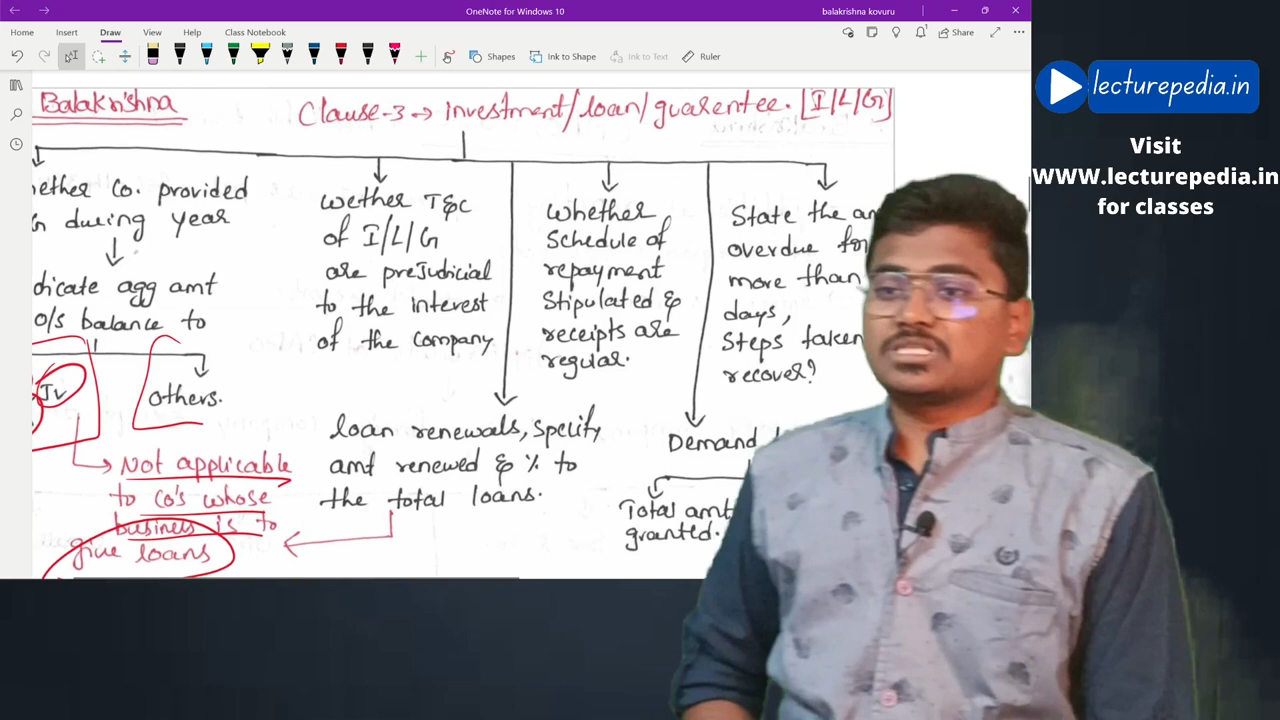 OneNote for Windows 10
balakrishna kovuru
Home Insert Draw View Help Class Notebook
Share
Shapes Ink to Shape Ink to Text Ruler
Balakrishna
Clause-3 → investment/loan/guarentee. [I/L/G]
Co. provided
during year
agg amt
O/S balance to
JV
others.
Not applicable
to co's whose
business is to
give loans
wether T&C
of I/L/G
are prejudicial
to the interest
of the company
loan renewals, Specify
amt renewed & % to
the total loans.
Whether
Schedule of
repayment
Stipulated &
receipts are
regular.
State the
overdue for
more than
days,
Steps taken
recover?
Demand
Total amt
granted.
lecturepedia.in
Visit
WWW.lecturepedia.in
for classes